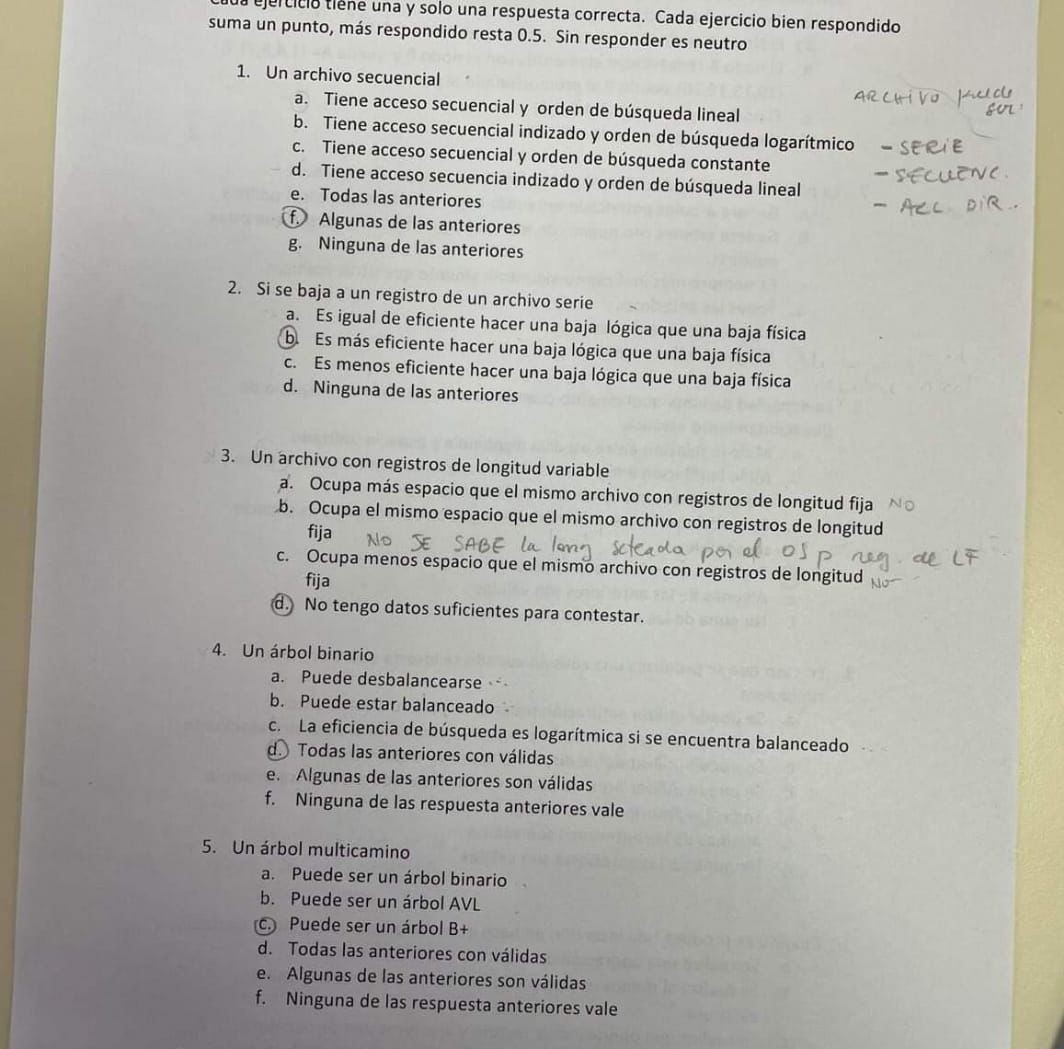 ejercicio tiene una y solo una respuesta correcta. Cada ejercicio bien respondido
suma un punto, más respondido resta 0.5. Sin responder es neutro
1. Un archivo secuencial
a. Tiene acceso secuencial y orden de búsqueda lineal
ARCHIVO puede
ser:
b. Tiene acceso secuencial indizado y orden de búsqueda logarítmico
- SERIE
c. Tiene acceso secuencial y orden de búsqueda constante
- SECUENC.
d. Tiene acceso secuencia indizado y orden de búsqueda lineal
- ACC DIR.
e. Todas las anteriores
f. Algunas de las anteriores
g. Ninguna de las anteriores
2. Si se baja a un registro de un archivo serie
a. Es igual de eficiente hacer una baja lógica que una baja física
b. Es más eficiente hacer una baja lógica que una baja física
c. Es menos eficiente hacer una baja lógica que una baja física
d. Ninguna de las anteriores
3. Un archivo con registros de longitud variable
a. Ocupa más espacio que el mismo archivo con registros de longitud fija NO
b. Ocupa el mismo espacio que el mismo archivo con registros de longitud
fija NO SE SABE la long seteada por el OS p reg. de LF
c. Ocupa menos espacio que el mismo archivo con registros de longitud NO
fija
d. No tengo datos suficientes para contestar.
4. Un árbol binario
a. Puede desbalancearse
b. Puede estar balanceado
c. La eficiencia de búsqueda es logarítmica si se encuentra balanceado
d. Todas las anteriores con válidas
e. Algunas de las anteriores son válidas
f. Ninguna de las respuesta anteriores vale
5. Un árbol multicamino
a. Puede ser un árbol binario
b. Puede ser un árbol AVL
c. Puede ser un árbol B+
d. Todas las anteriores con válidas
e. Algunas de las anteriores son válidas
f. Ninguna de las respuesta anteriores vale